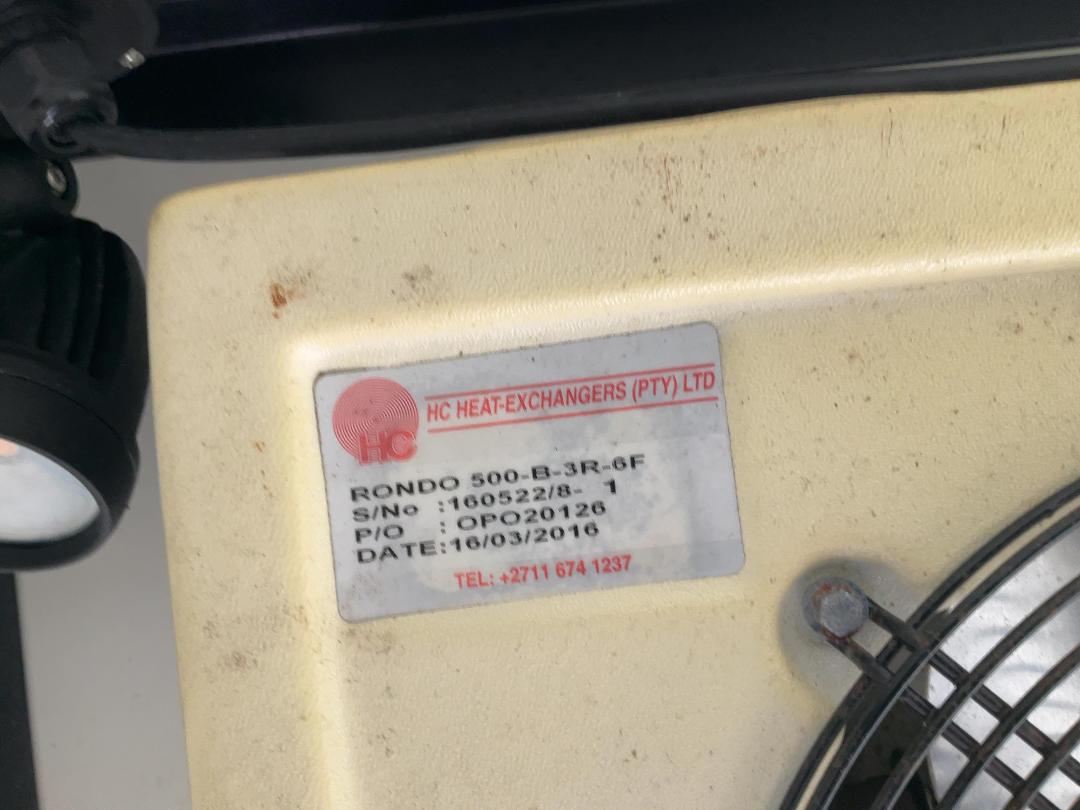 HC
HC HEAT-EXCHANGERS (PTY) LTD
RONDO 500-B-3R-6F
S/No :160522/8- 1
P/O : OPO20126
DATE:16/03/2016
TEL: +2711 674 1237